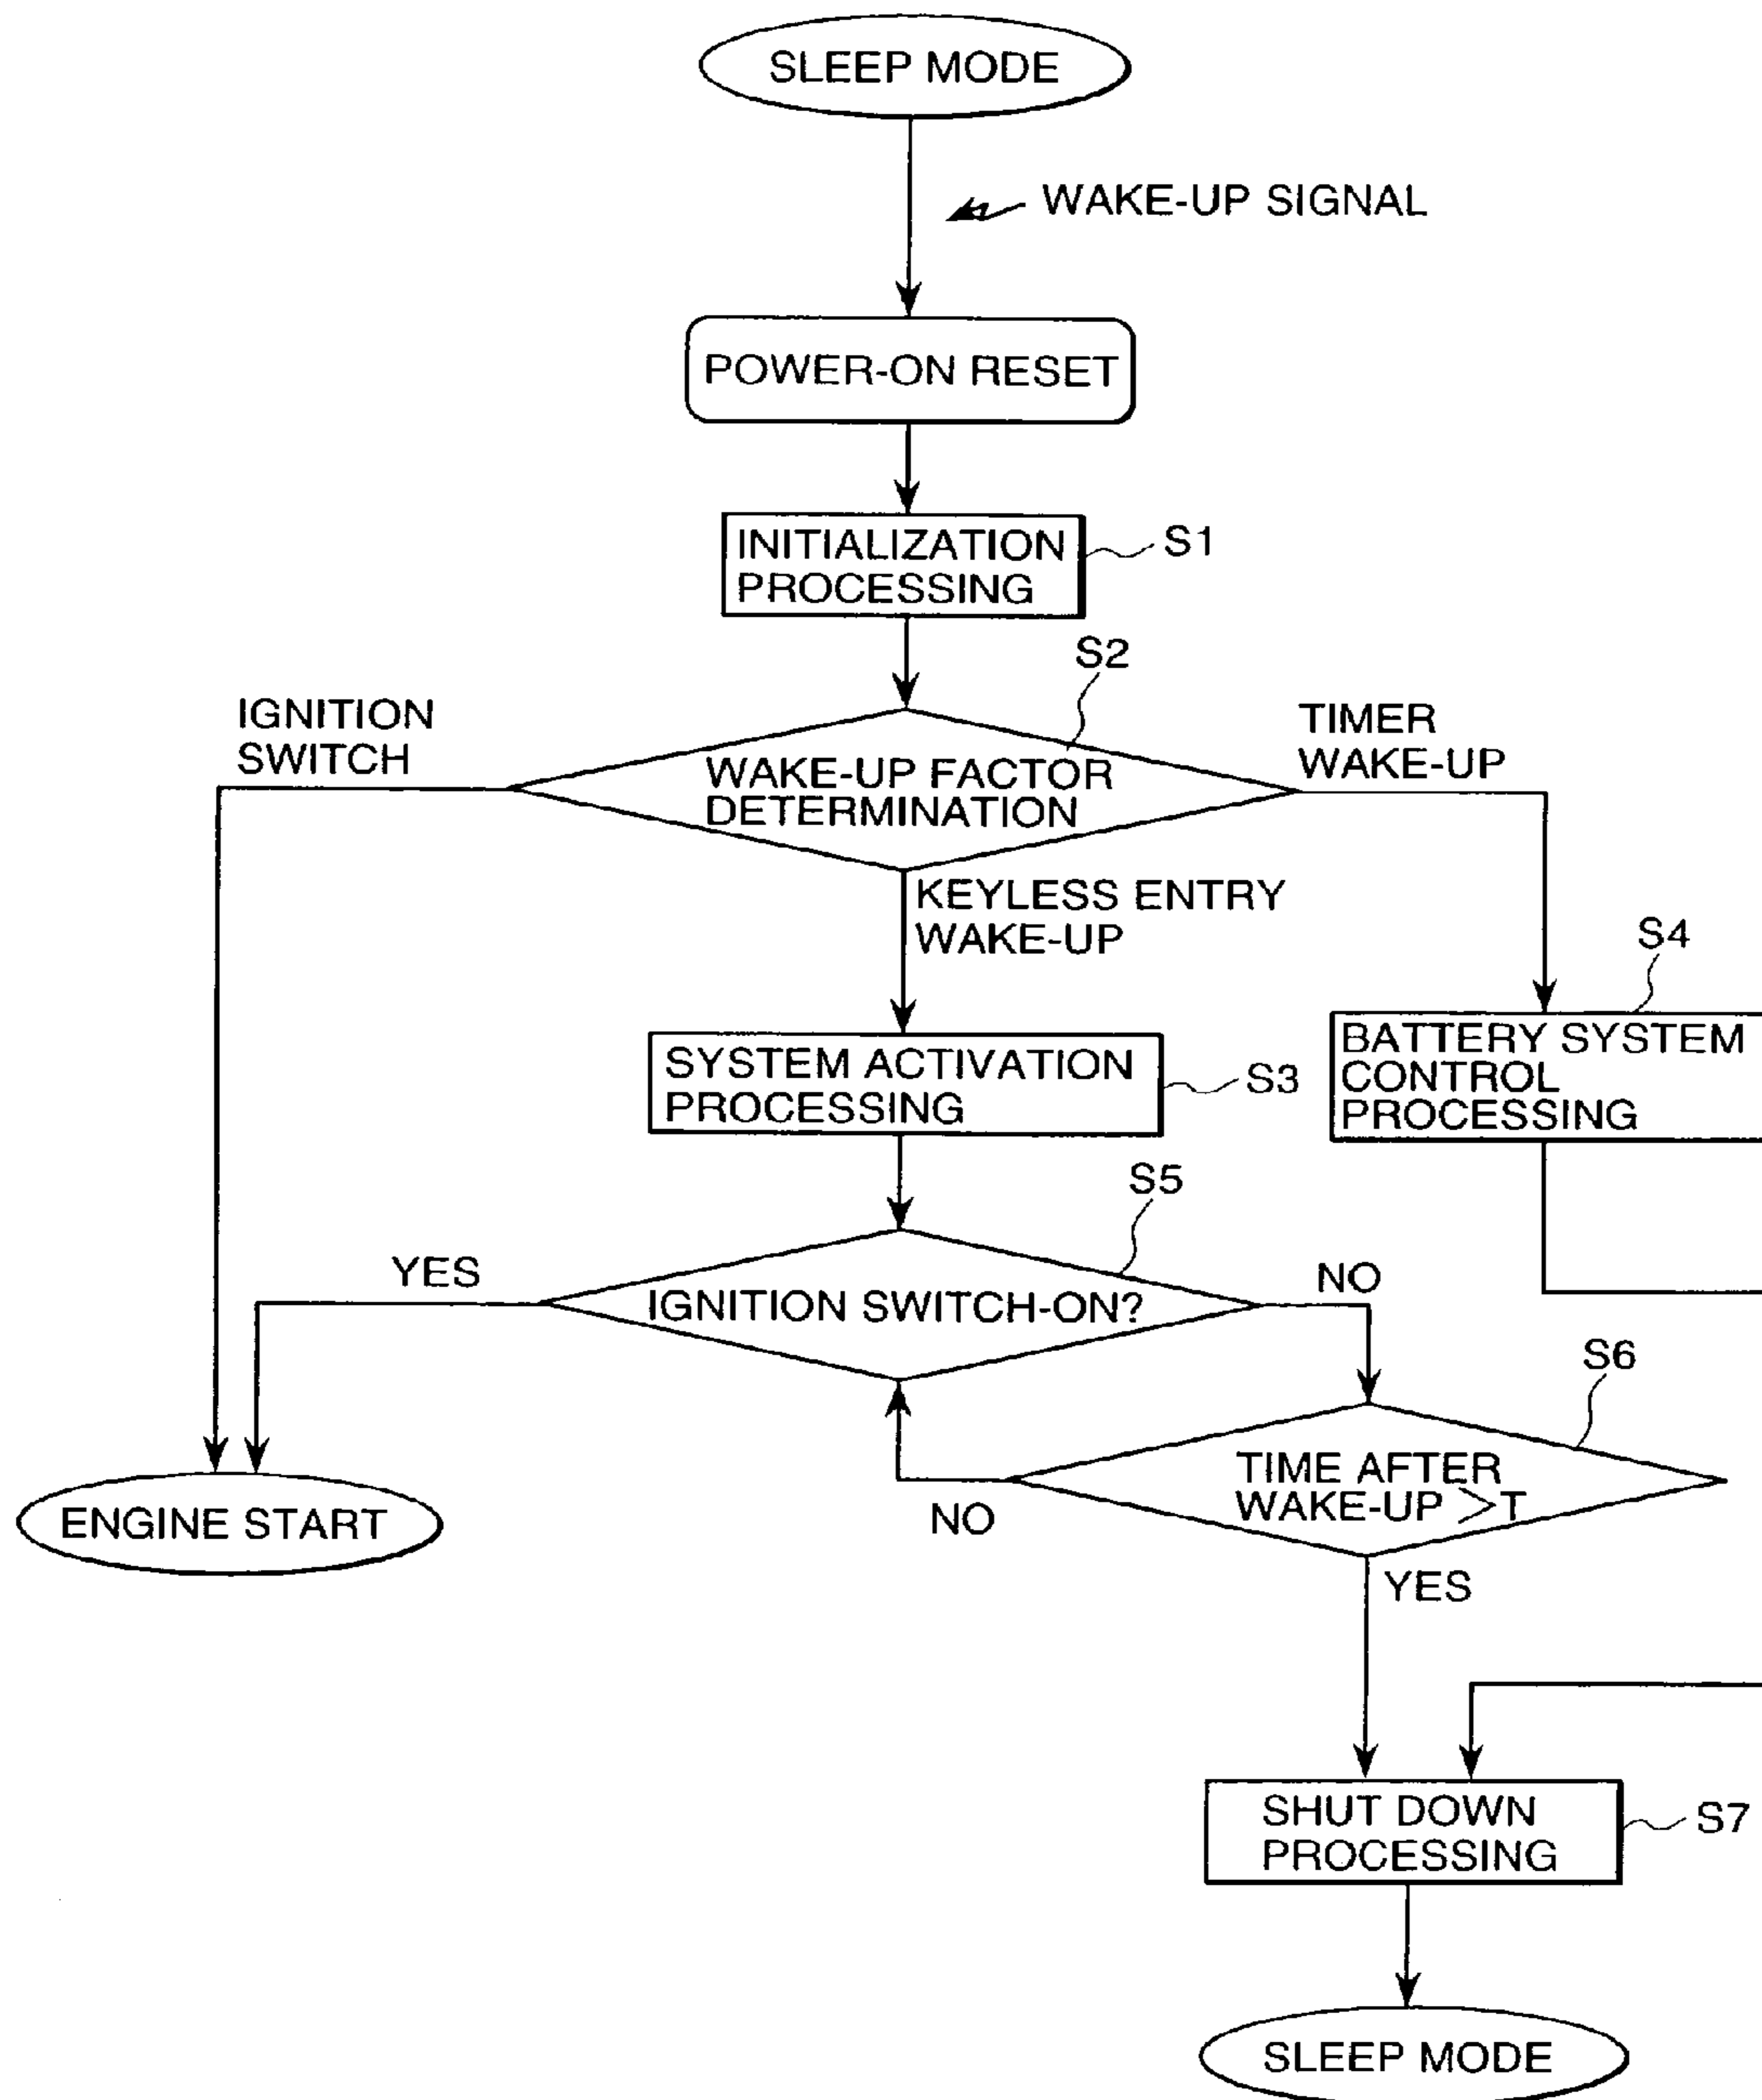 SLEEP MODE
WAKE-UP SIGNAL
POWER-ON RESET
INITIALIZATION
PROCESSING
S1
S2
IGNITION
SWITCH
TIMER
WAKE-UP
WAKE-UP FACTOR
DETERMINATION
KEYLESS ENTRY
WAKE-UP
S4
SYSTEM ACTIVATION
PROCESSING
S3
BATTERY SYSTEM
CONTROL
PROCESSING
S5
YES
IGNITION SWITCH-ON?
NO
S6
TIME AFTER
WAKE-UP >T
NO
YES
ENGINE START
SHUT DOWN
PROCESSING
S7
SLEEP MODE